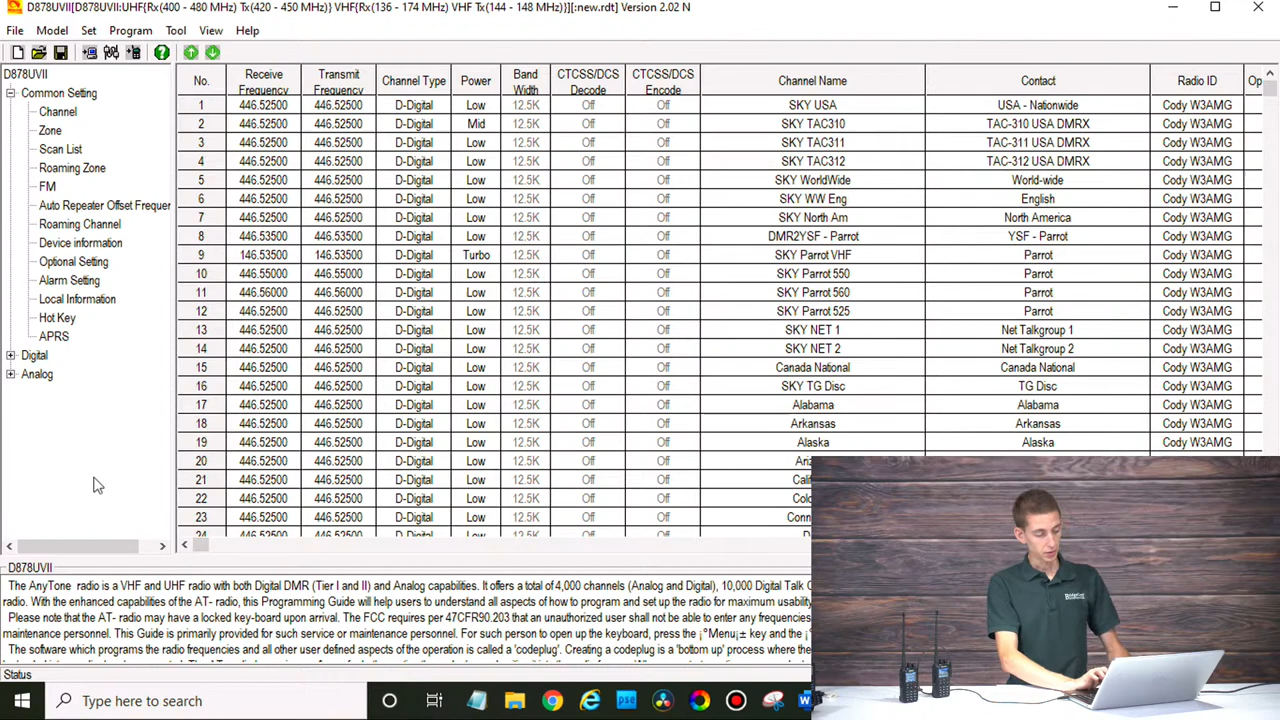 D878UVII[D878UVII:UHF{Rx(400 - 480 MHz) Tx(420 - 450 MHz)} VHF{Rx(136 - 174 MHz) VHF Tx(144 - 148 MHz)}][:new.rdt] Version 2.02 N
File Model Set Program Tool View Help
D878UVII
Common Setting
Channel
Zone
Scan List
Roaming Zone
FM
Auto Repeater Offset Frequer
Roaming Channel
Device information
Optional Setting
Alarm Setting
Local Information
Hot Key
APRS
Digital
Analog
No. Receive Frequency Transmit Frequency Channel Type Power Band Width CTCSS/DCS Decode CTCSS/DCS Encode Channel Name Contact Radio ID Op
1 446.52500 446.52500 D-Digital Low 12.5K Off Off SKY USA USA - Nationwide Cody W3AMG
2 446.52500 446.52500 D-Digital Mid 12.5K Off Off SKY TAC310 TAC-310 USA DMRX Cody W3AMG
3 446.52500 446.52500 D-Digital Low 12.5K Off Off SKY TAC311 TAC-311 USA DMRX Cody W3AMG
4 446.52500 446.52500 D-Digital Low 12.5K Off Off SKY TAC312 TAC-312 USA DMRX Cody W3AMG
5 446.52500 446.52500 D-Digital Low 12.5K Off Off SKY WorldWide World-wide Cody W3AMG
6 446.52500 446.52500 D-Digital Low 12.5K Off Off SKY WW Eng English Cody W3AMG
7 446.52500 446.52500 D-Digital Low 12.5K Off Off SKY North Am North America Cody W3AMG
8 446.53500 446.53500 D-Digital Low 12.5K Off Off DMR2YSF - Parrot YSF - Parrot Cody W3AMG
9 146.53500 146.53500 D-Digital Turbo 12.5K Off Off SKY Parrot VHF Parrot Cody W3AMG
10 446.55000 446.55000 D-Digital Low 12.5K Off Off SKY Parrot 550 Parrot Cody W3AMG
11 446.56000 446.56000 D-Digital Low 12.5K Off Off SKY Parrot 560 Parrot Cody W3AMG
12 446.52500 446.52500 D-Digital Low 12.5K Off Off SKY Parrot 525 Parrot Cody W3AMG
13 446.52500 446.52500 D-Digital Low 12.5K Off Off SKY NET 1 Net Talkgroup 1 Cody W3AMG
14 446.52500 446.52500 D-Digital Low 12.5K Off Off SKY NET 2 Net Talkgroup 2 Cody W3AMG
15 446.52500 446.52500 D-Digital Low 12.5K Off Off Canada National Canada National Cody W3AMG
16 446.52500 446.52500 D-Digital Low 12.5K Off Off SKY TG Disc TG Disc Cody W3AMG
17 446.52500 446.52500 D-Digital Low 12.5K Off Off Alabama Alabama Cody W3AMG
18 446.52500 446.52500 D-Digital Low 12.5K Off Off Arkansas Arkansas Cody W3AMG
19 446.52500 446.52500 D-Digital Low 12.5K Off Off Alaska Alaska Cody W3AMG
20 446.52500 446.52500 D-Digital Low 12.5K Off Off
21 446.52500 446.52500 D-Digital Low 12.5K Off Off
22 446.52500 446.52500 D-Digital Low 12.5K Off Off
23 446.52500 446.52500 D-Digital Low 12.5K Off Off
D878UVII
The AnyTone radio is a VHF and UHF radio with both Digital DMR (Tier I and II) and Analog capabilities. It offers a total of 4,000 channels (Analog and Digital), 10,000 Digital Talk
radio. With the enhanced capabilities of the AT- radio, this Programming Guide will help users to understand all aspects of how to program and set up the radio for maximum usability
Please note that the AT- radio may have a locked key-board upon arrival. The FCC requires per 47CFR90.203 that an unauthorized user shall not be able to enter any frequencies
maintenance personnel. This Guide is primarily provided for such service or maintenance personnel. For such person to open up the keyboard, press the ¡°Menu¡± key and the ¡
The software which programs the radio frequencies and all other user defined aspects of the operation is called a 'codeplug'. Creating a codeplug is a 'bottom up' process where the
Status
Type here to search